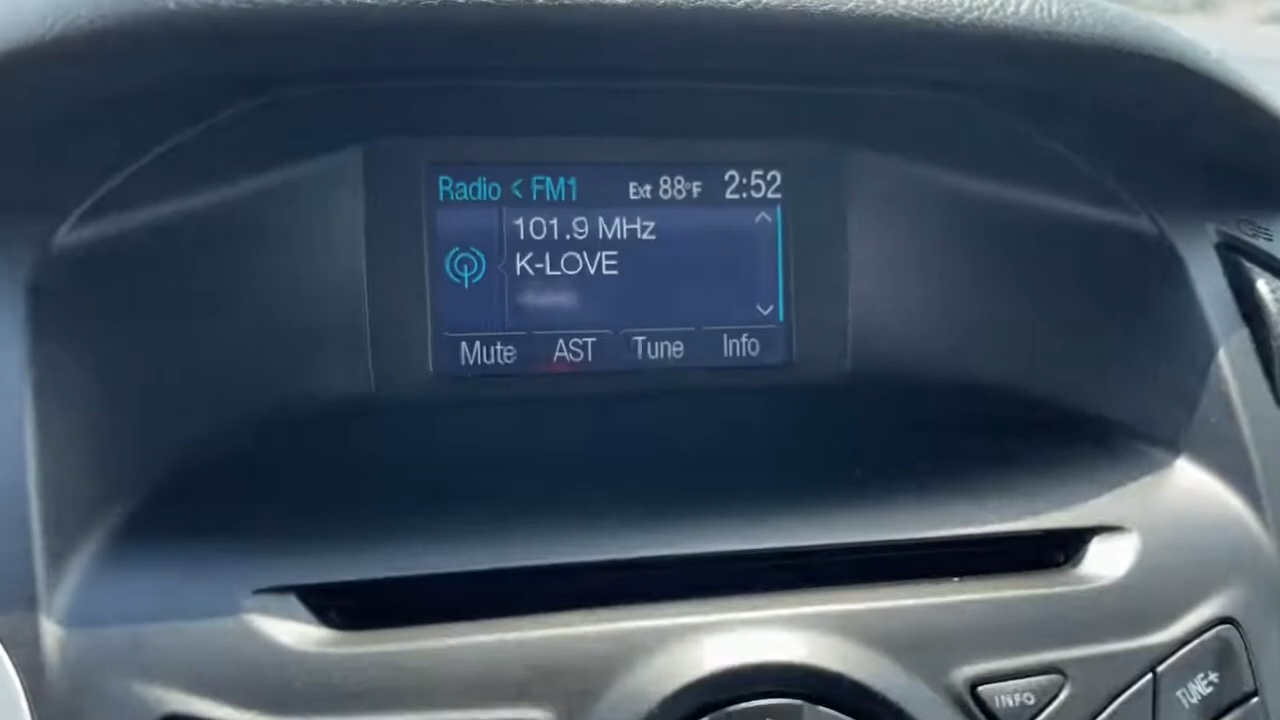 Radio < FM1 Ext 88°F 2:52
101.9 MHz
K-LOVE
Mute AST Tune Info
INFO
TUNE+